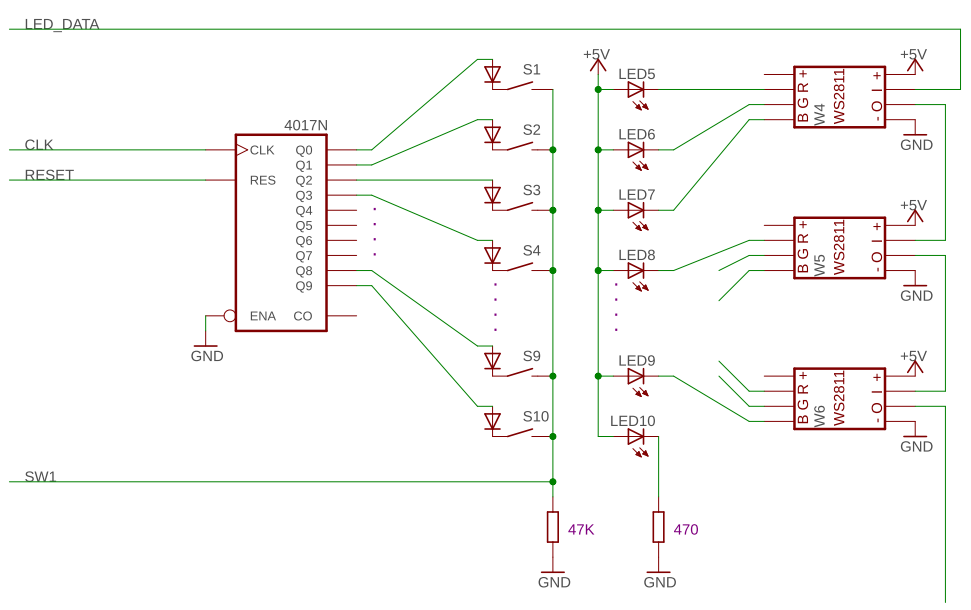 LED_DATA
CLK
RESET
4017N
CLK
RES
ENA
Q0
Q1
Q2
Q3
Q4
Q5
Q6
Q7
Q8
Q9
CO
GND
S1
S2
S3
S4
S9
S10
SW1
47K
GND
+5V
LED5
LED6
LED7
LED8
LED9
LED10
470
GND
B G R +
W4
WS2811
- O I +
+5V
GND
B G R +
W5
WS2811
- O I +
+5V
GND
B G R +
W6
WS2811
- O I +
+5V
GND